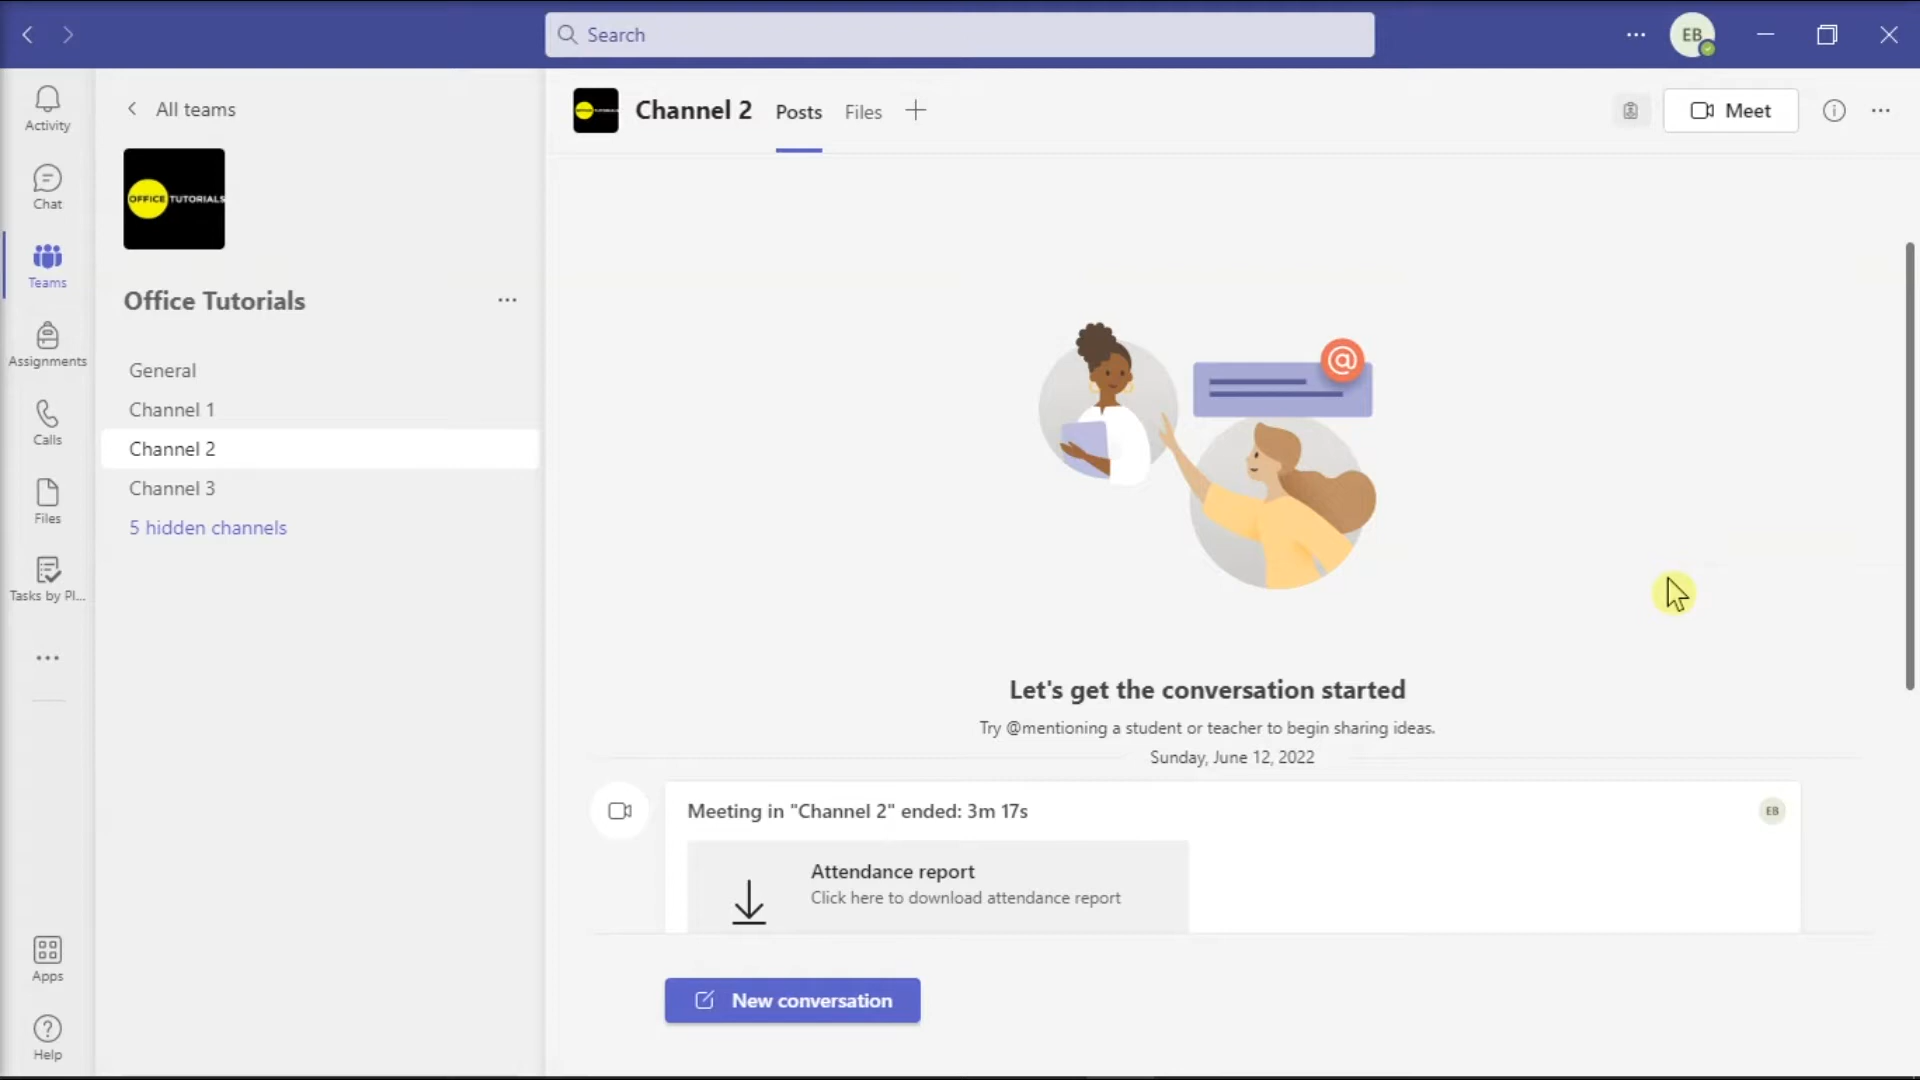 Search
EB
Activity
Chat
Teams
Assignments
Calls
Files
Tasks by Pl...
Apps
Help
All teams
OFFICE TUTORIALS
Office Tutorials
General
Channel 1
Channel 2
Channel 3
5 hidden channels
Channel 2 Posts Files
Meet
@
Let's get the conversation started
Try @mentioning a student or teacher to begin sharing ideas.
Sunday, June 12, 2022
Meeting in "Channel 2" ended: 3m 17s
EB
Attendance report
Click here to download attendance report
New conversation